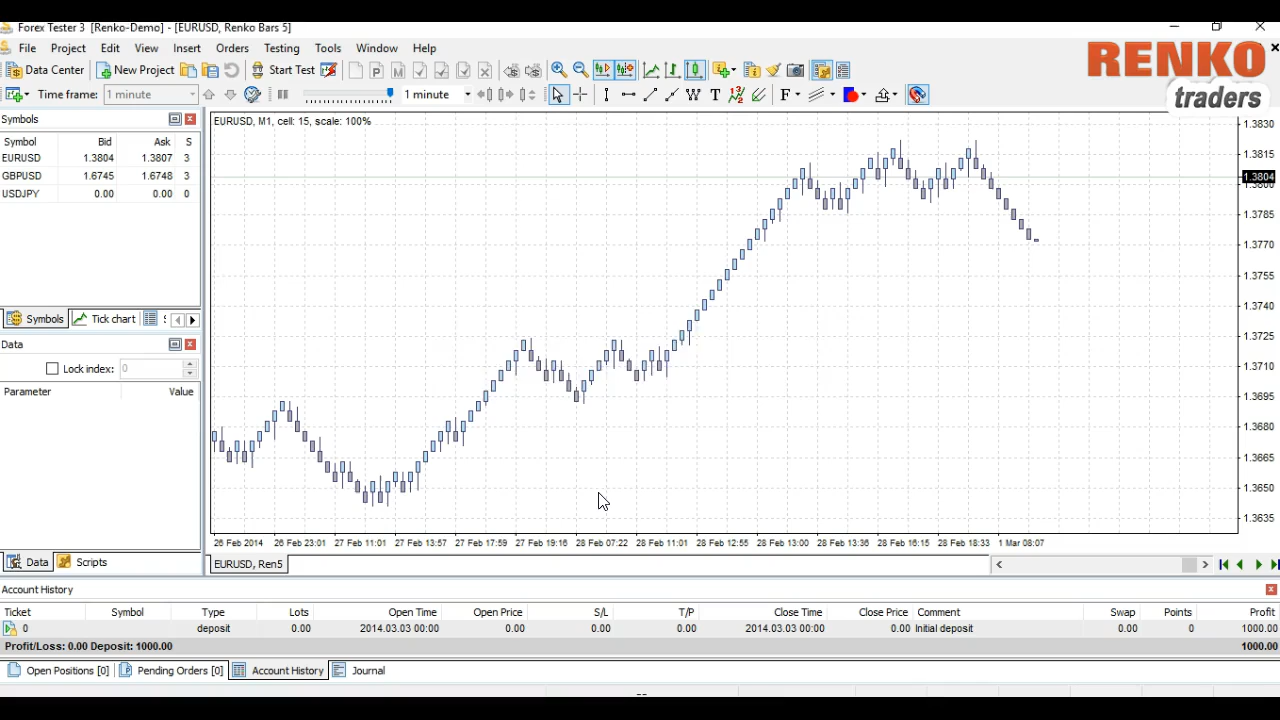 Forex Tester 3 [Renko-Demo] - [EURUSD, Renko Bars 5]
File Project Edit View Insert Orders Testing Tools Window Help
RENKO
traders
Data Center New Project Start Test
Time frame: 1 minute 1 minute
Symbols
Symbol Bid Ask S
EURUSD 1.3804 1.3807 3
GBPUSD 1.6745 1.6748 3
USDJPY 0.00 0.00 0
Symbols Tick chart
Data
Lock index: 0
Parameter Value
Data Scripts
EURUSD, M1, cell: 15, scale: 100%
1.3830
1.3815
1.3804
1.3800
1.3785
1.3770
1.3755
1.3740
1.3725
1.3710
1.3695
1.3680
1.3665
1.3650
1.3635
26 Feb 2014 26 Feb 23:01 27 Feb 11:01 27 Feb 13:57 27 Feb 17:59 27 Feb 19:16 28 Feb 07:22 28 Feb 11:01 28 Feb 12:55 28 Feb 13:00 28 Feb 13:36 28 Feb 16:15 28 Feb 18:33 1 Mar 08:07
EURUSD, Ren5
Account History
Ticket Symbol Type Lots Open Time Open Price S/L T/P Close Time Close Price Comment Swap Points Profit
0 deposit 0.00 2014.03.03 00:00 0.00 0.00 0.00 2014.03.03 00:00 0.00 Initial deposit 0.00 0 1000.00
Profit/Loss: 0.00 Deposit: 1000.00 1000.00
Open Positions [0] Pending Orders [0] Account History Journal